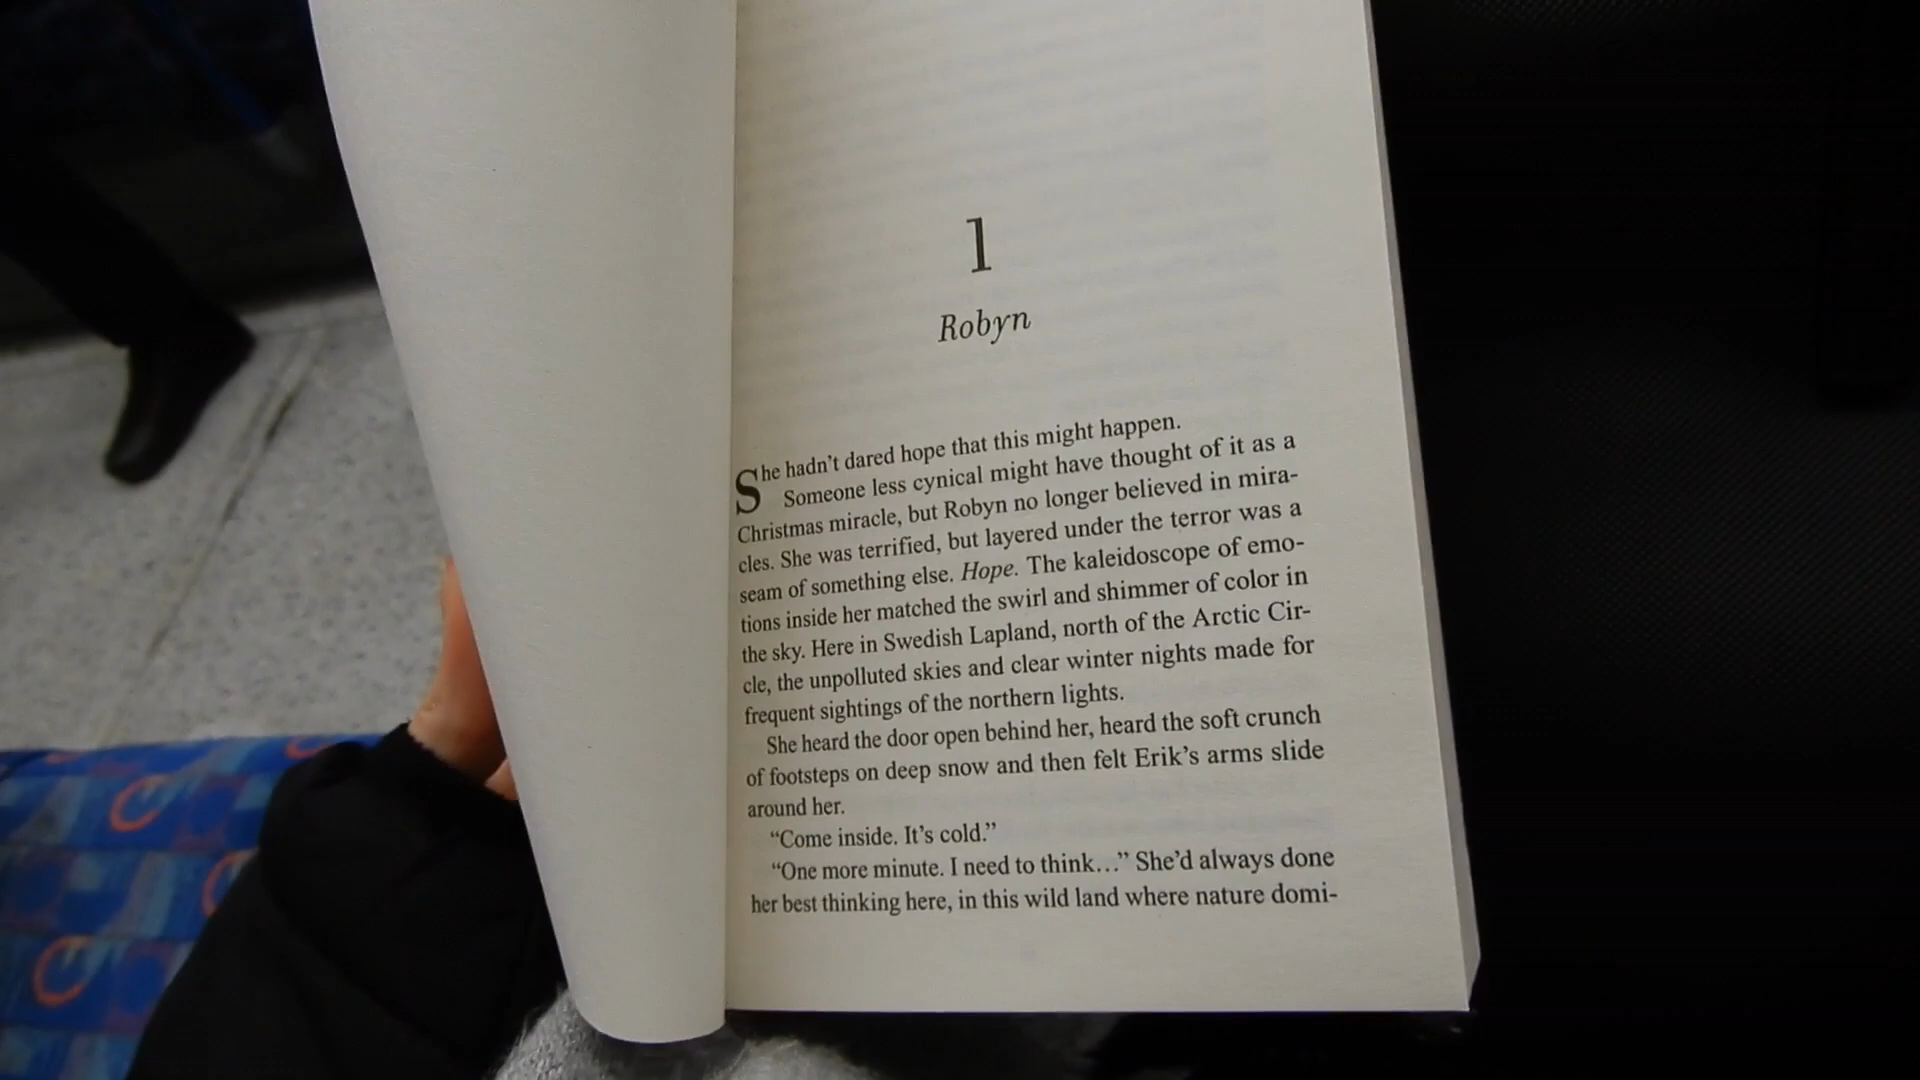 1
Robyn
She hadn't dared hope that this might happen.
Someone less cynical might have thought of it as a
Christmas miracle, but Robyn no longer believed in mira-
cles. She was terrified, but layered under the terror was a
seam of something else. Hope. The kaleidoscope of emo-
tions inside her matched the swirl and shimmer of color in
the sky. Here in Swedish Lapland, north of the Arctic Cir-
cle, the unpolluted skies and clear winter nights made for
frequent sightings of the northern lights.
She heard the door open behind her, heard the soft crunch
of footsteps on deep snow and then felt Erik’s arms slide
around her.
“Come inside. It’s cold.”
“One more minute. I need to think…” She’d always done
her best thinking here, in this wild land where nature domi-